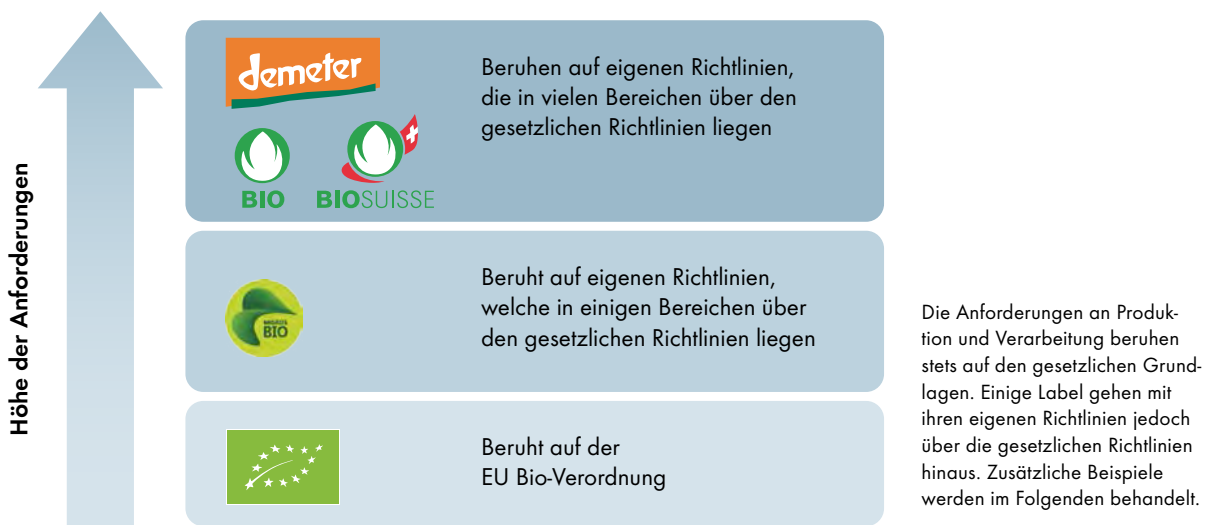 Höhe der Anforderungen
demeter
BIO
BIOSUISSE
Beruhen auf eigenen Richtlinien,
die in vielen Bereichen über den
gesetzlichen Richtlinien liegen
MIGROS
BIO
Beruht auf eigenen Richtlinien,
welche in einigen Bereichen über
den gesetzlichen Richtlinien liegen
Beruht auf der
EU Bio-Verordnung
Die Anforderungen an Produk-
tion und Verarbeitung beruhen
stets auf den gesetzlichen Grund-
lagen. Einige Label gehen mit
ihren eigenen Richtlinien jedoch
über die gesetzlichen Richtlinien
hinaus. Zusätzliche Beispiele
werden im Folgenden behandelt.